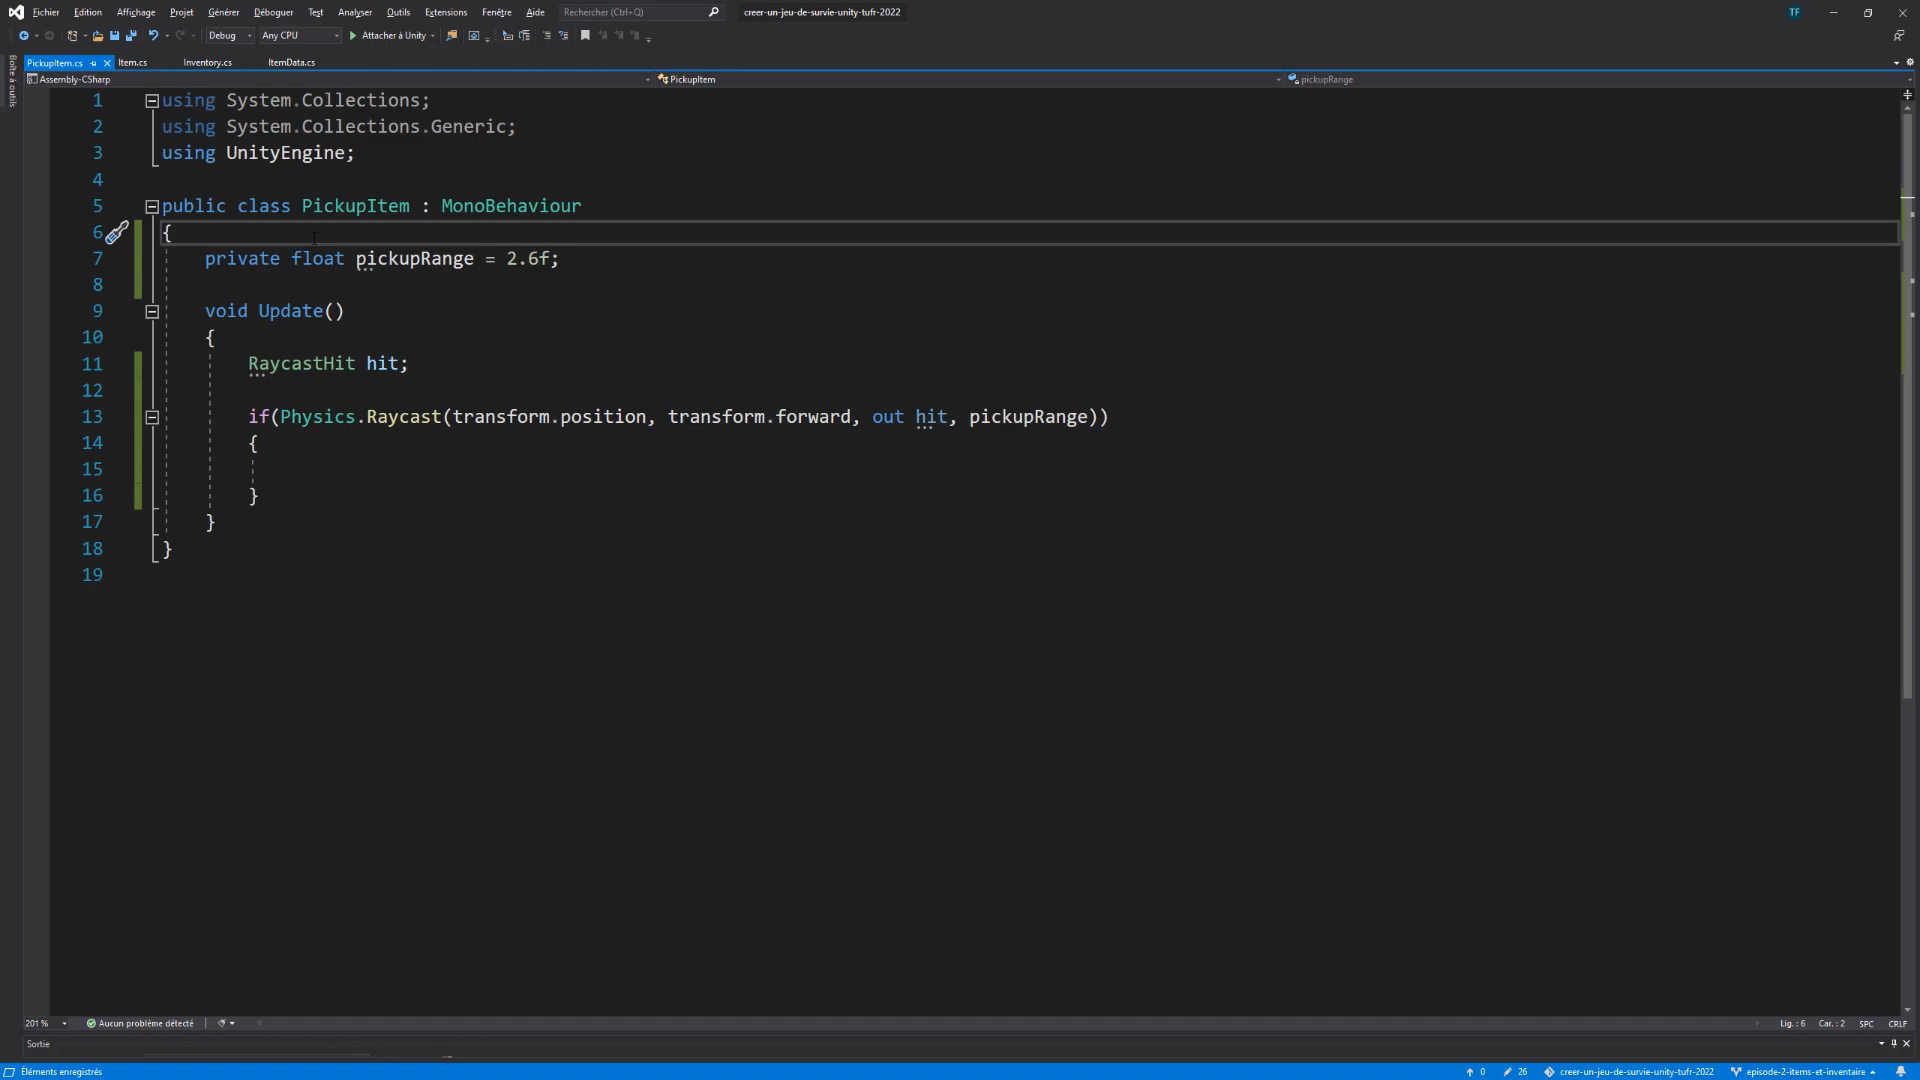 Fichier Edition Affichage Projet Générer Déboguer Test Analyser Outils Extensions Fenêtre Aide Rechercher (Ctrl+Q) creer-un-jeu-de-survie-unity-tufr-2022 TF
Debug Any CPU Attacher à Unity
PickupItem.cs Item.cs Inventory.cs ItemData.cs
Boîte à outils
Assembly-CSharp PickupItem pickupRange
1 using System.Collections;
2 using System.Collections.Generic;
3 using UnityEngine;
4
5 public class PickupItem : MonoBehaviour
6 {
7 private float pickupRange = 2.6f;
8
9 void Update()
10 {
11 RaycastHit hit;
12
13 if(Physics.Raycast(transform.position, transform.forward, out hit, pickupRange))
14 {
15
16 }
17 }
18 }
19
201 % Aucun problème détecté Lig. : 6 Car. : 2 SPC CRLF
Sortie
Éléments enregistrés 0 26 creer-un-jeu-de-survie-unity-tufr-2022 episode-2-items-et-inventaire